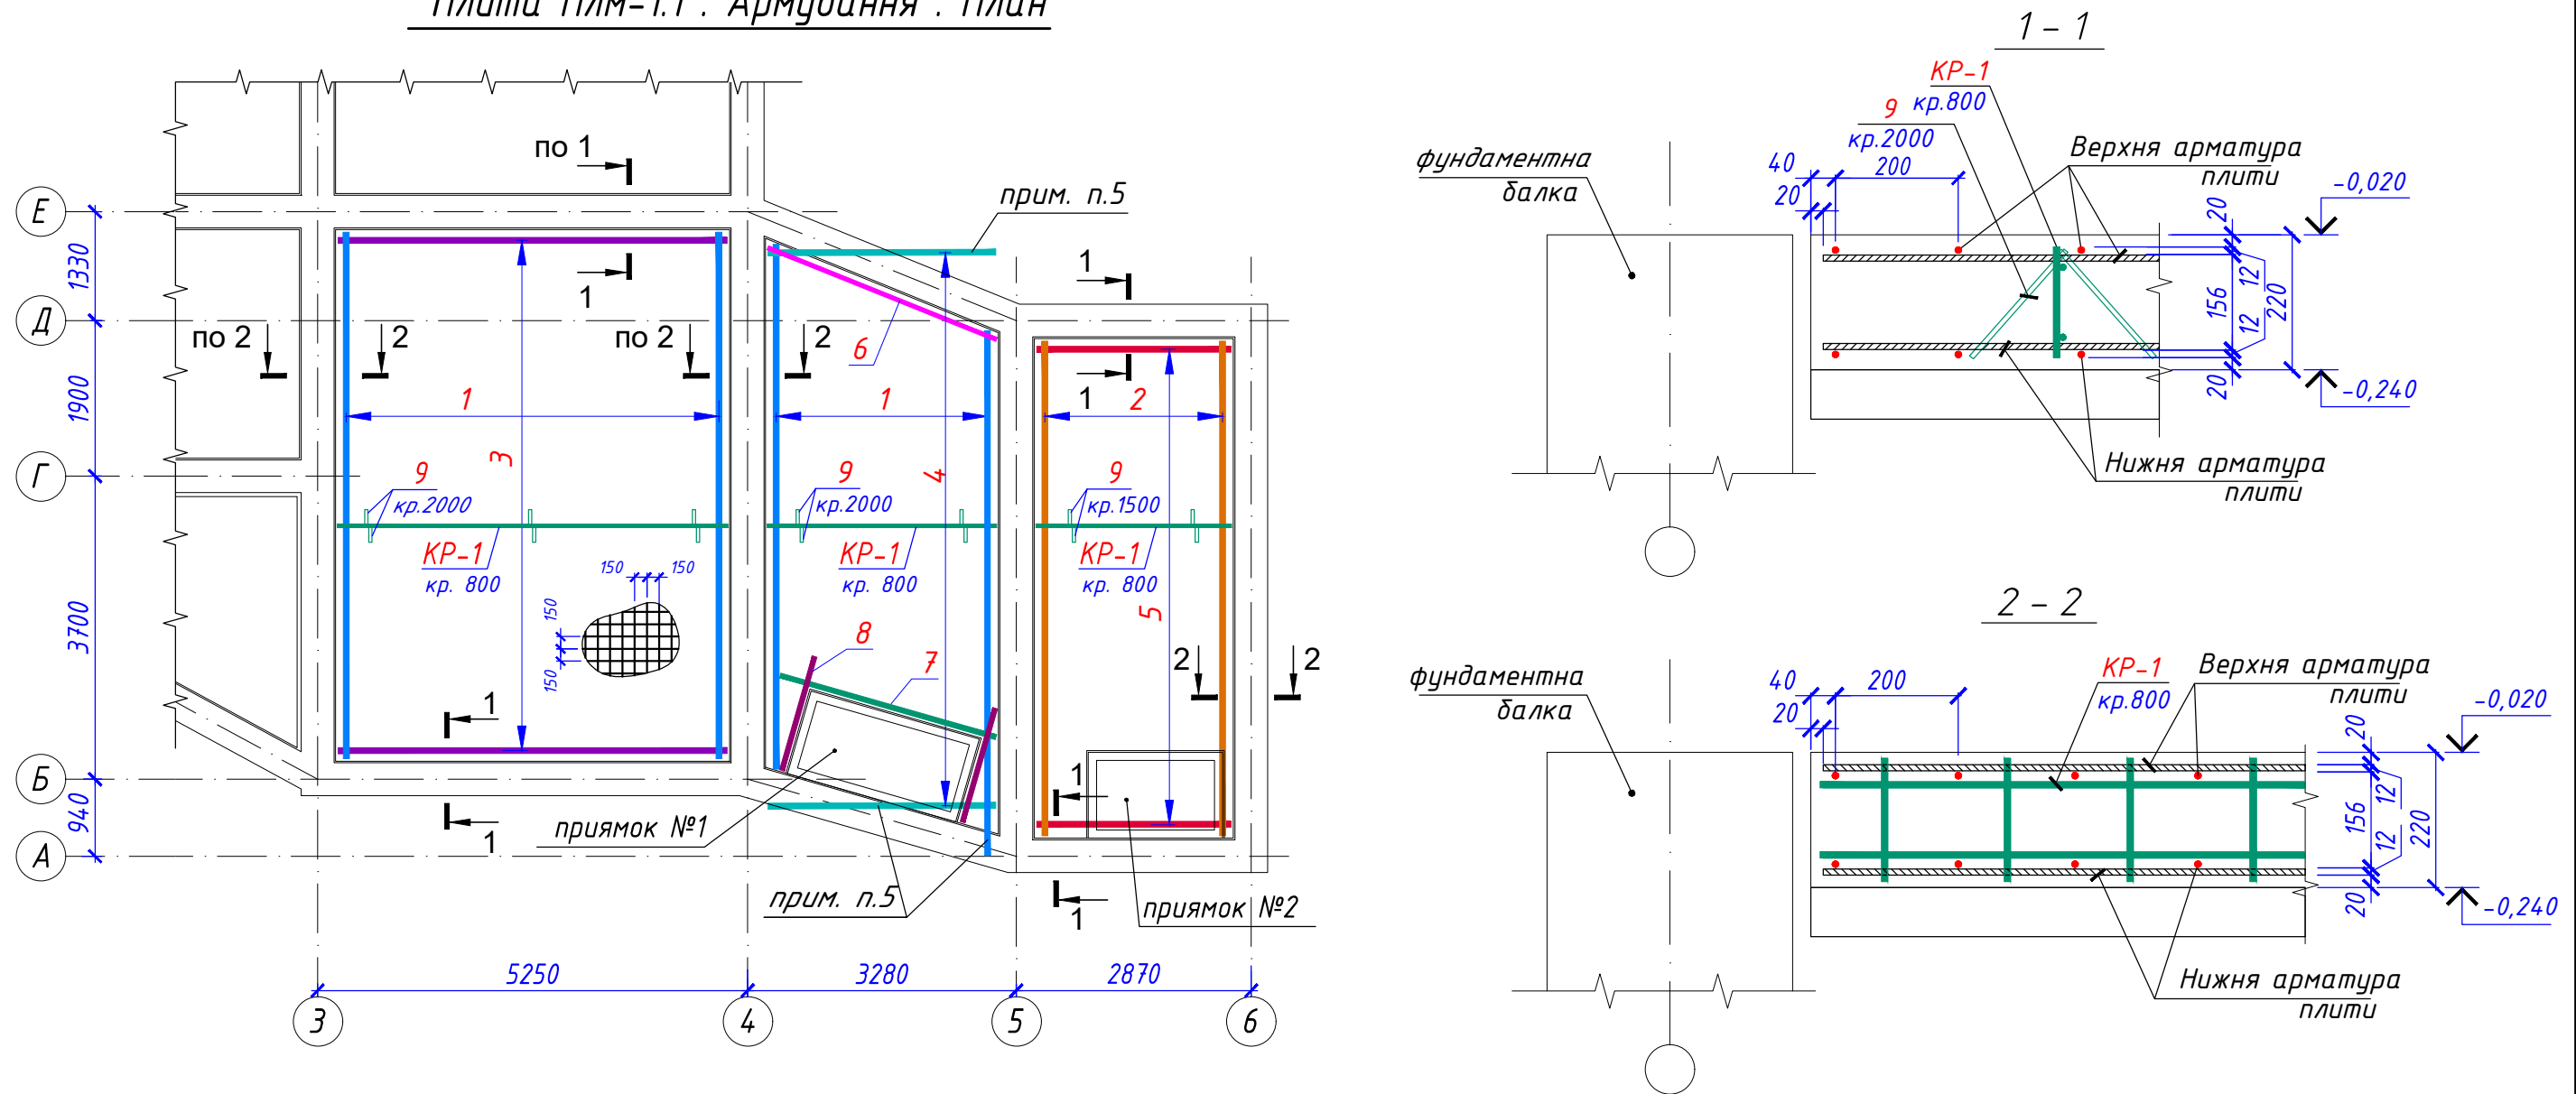 Плита Плм-1.1 . Армування . План
по 1
1
прим. п.5
Е
Д
Г
Б
А
1330
1900
3700
940
по 2
2
по 2
2
1
1
6
1
1
2
3
4
5
9
кр.2000
КР-1
кр. 800
9
кр.2000
КР-1
кр. 800
9
кр.1500
КР-1
кр. 800
150
150
150
150
8
7
2
2
1
1
1
1
приямок №1
прим. п.5
приямок №2
5250
3280
2870
3
4
5
6
1 - 1
КР-1
кр.800
9
кр.2000
фундаментна
балка
40
20
200
Верхня арматура
плити
-0,020
20
12
156
12
220
20
-0,240
Нижня арматура
плити
2 - 2
фундаментна
балка
40
20
200
КР-1
кр.800
Верхня арматура
плити
-0,020
20
12
156
12
220
20
-0,240
Нижня арматура
плити